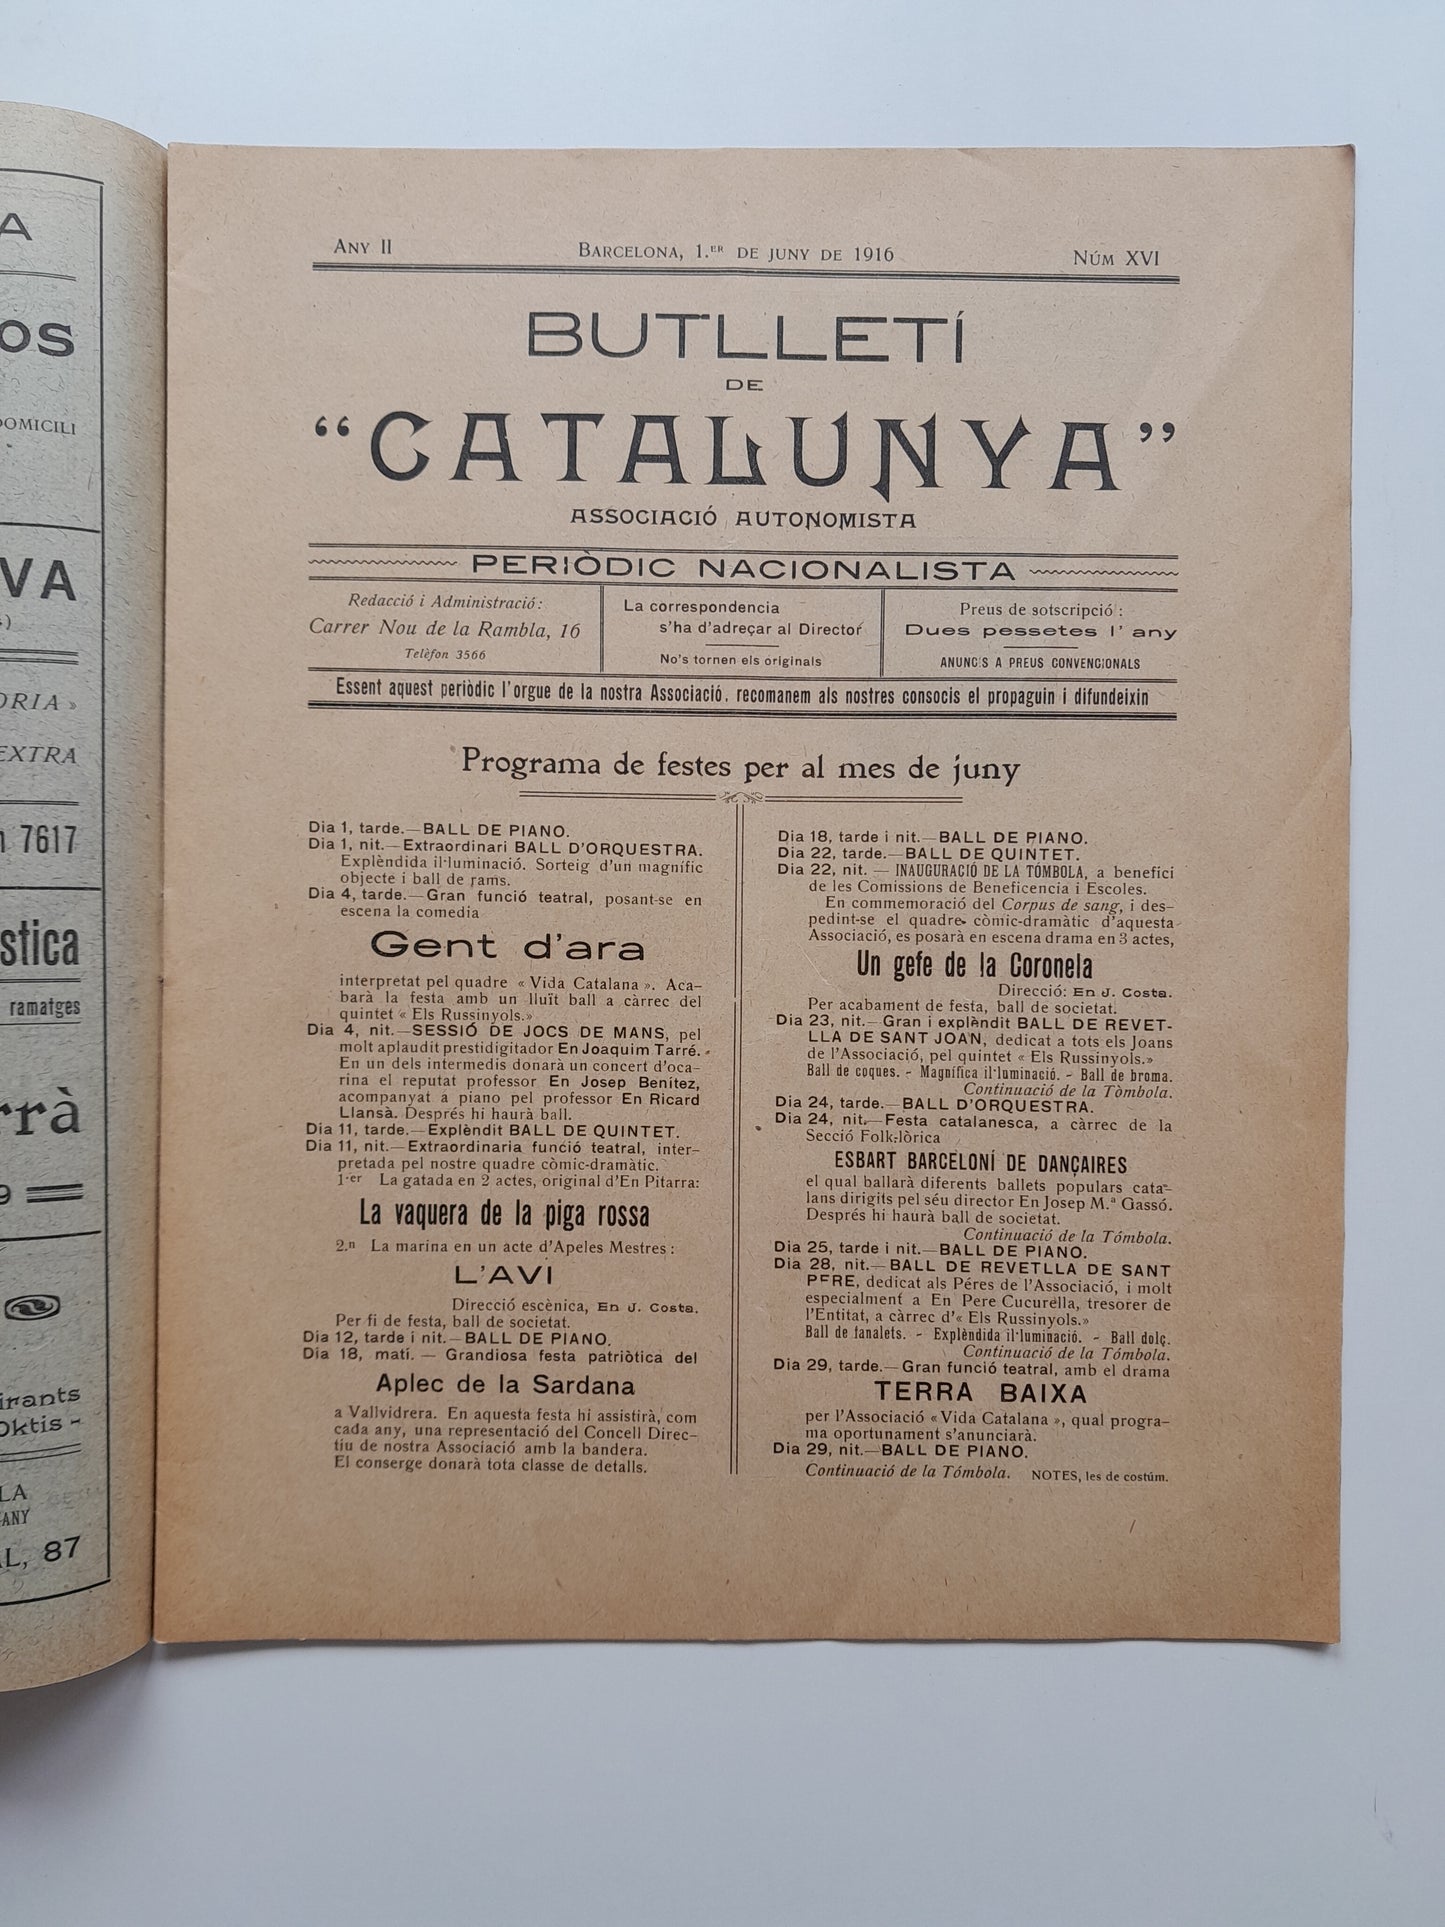 A
OS
DOMICILI
VA
ORIA »
EXTRA
7617
stica
ramatges
rrà
9
irants
Oktis -
LA
ANY
AL, 87
Any II
Barcelona, 1.er de juny de 1916
Núm XVI
BUTLLETÍ
DE
“CATALUNYA”
ASSOCIACIÓ AUTONOMISTA
PERIÒDIC NACIONALISTA
Redacció i Administració:
Carrer Nou de la Rambla, 16
Telèfon 3566
La correspondencia
s'ha d'adreçar al Director
No's tornen els originals
Preus de sotscripció:
Dues pessetes l' any
ANUNCIS A PREUS CONVENCIONALS
Essent aquest periòdic l'orgue de la nostra Associació, recomanem als nostres consocis el propaguin i difundeixin
Programa de festes per al mes de juny
Dia 1, tarde.—BALL DE PIANO.
Dia 1, nit.—Extraordinari BALL D'ORQUESTRA.
Explèndida il·luminació. Sorteig d'un magnífic
objecte i ball de rams.
Dia 4, tarde.—Gran funció teatral, posant-se en
escena la comedia
Gent d'ara
interpretat pel quadre « Vida Catalana ». Aca-
barà la festa amb un lluït ball a càrrec del
quintet « Els Russinyols.»
Dia 4, nit.—SESSIÓ DE JOCS DE MANS, pel
molt aplaudit prestidigitador En Joaquim Tarré.
En un dels intermedis donarà un concert d'oca-
rina el reputat professor En Josep Benítez,
acompanyat á piano pel professor En Ricard
Llansà. Després hi haurà ball.
Dia 11, tarde.—Explèndit BALL DE QUINTET.
Dia 11, nit.—Extraordinaria funció teatral, inter-
pretada pel nostre quadre còmic-dramàtic.
1.er La gatada en 2 actes, original d'En Pitarra:
La vaquera de la piga rossa
2.n La marina en un acte d'Apeles Mestres:
L'AVI
Direcció escènica, En J. Costa.
Per fi de festa, ball de societat.
Dia 12, tarde i nit.—BALL DE PIANO.
Dia 18, matí. — Grandiosa festa patriòtica del
Aplec de la Sardana
a Vallvidrera. En aquesta festa hi assistirà, com
cada any, una representació del Concell Direc-
tiu de nostra Associació amb la bandera.
El conserge donarà tota classe de detalls.
Dia 18, tarde i nit.—BALL DE PIANO.
Dia 22, tarde.—BALL DE QUINTET.
Dia 22, nit. — INAUGURACIÓ DE LA TÓMBOLA, a benefici
de les Comissions de Beneficencia i Escoles.
En commemoració del Corpus de sang, i des-
pedint-se el quadre còmic-dramàtic d'aquesta
Associació, es posarà en escena drama en 3 actes,
Un gefe de la Coronela
Direcció: En J. Costa.
Per acabament de festa, ball de societat.
Dia 23, nit.—Gran i explèndit BALL DE REVET-
LLA DE SANT JOAN, dedicat a tots els Joans
de l'Associació, pel quintet « Els Russinyols.»
Ball de coques. - Magnífica il·luminació. - Ball de broma.
Continuació de la Tòmbola.
Dia 24, tarde.—BALL D'ORQUESTRA.
Dia 24, nit.—Festa catalanesca, a càrrec de la
Secció Folk-lòrica
ESBART BARCELONÍ DE DANÇAIRES
el qual ballarà diferents ballets populars cata-
lans dirigits pel séu director En Josep M.ª Gassó.
Després hi haurà ball de societat.
Continuació de la Tómbola.
Dia 25, tarde i nit.—BALL DE PIANO.
Dia 28, nit.—BALL DE REVETLLA DE SANT
PERE, dedicat als Péres de l'Associació, i molt
especialment a En Pere Cucurella, tresorer de
l'Entitat, a càrrec d'« Els Russinyols.»
Ball de fanalets. - Explèndida il·luminació. - Ball dolç.
Continuació de la Tómbola.
Dia 29, tarde.—Gran funció teatral, amb el drama
TERRA BAIXA
per l'Associació « Vida Catalana », qual progra-
ma oportunament s'anunciarà.
Dia 29, nit.—BALL DE PIANO.
Continuació de la Tómbola. NOTES, les de costúm.